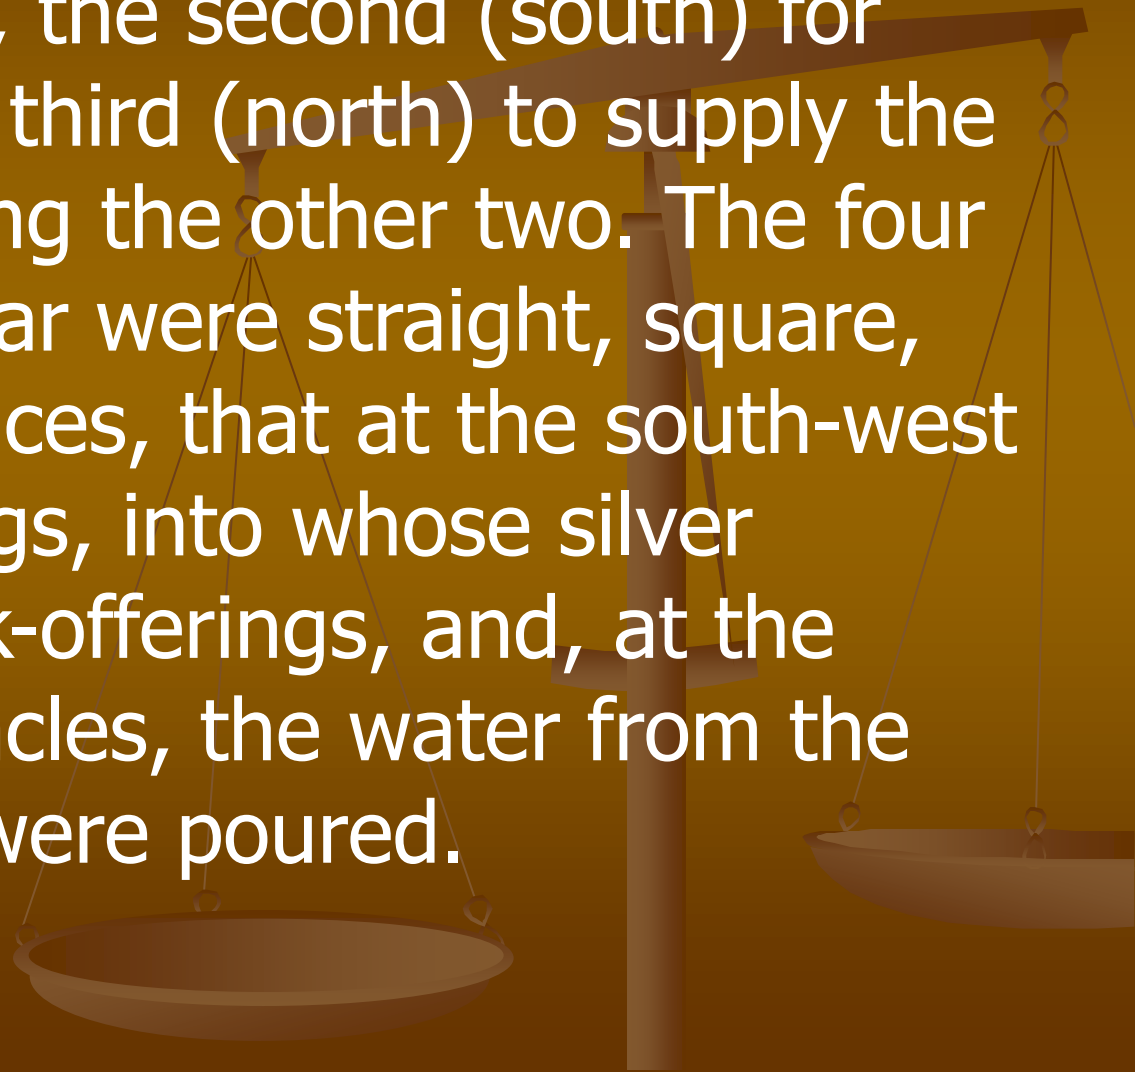 , the second (south) for
third (north) to supply the
ng the other two. The four
ar were straight, square,
ces, that at the south-west
gs, into whose silver
k-offerings, and, at the
cles, the water from the
were poured.